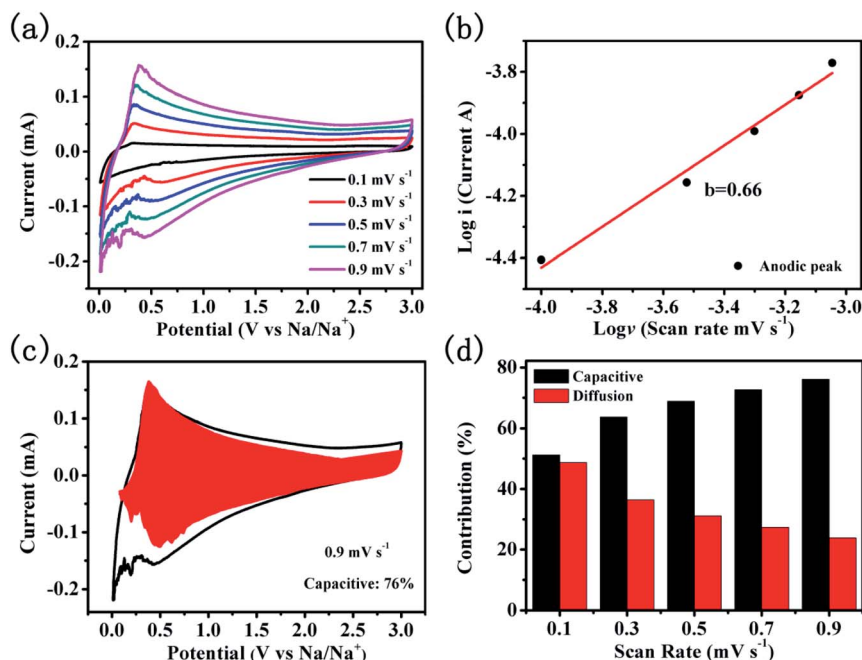 (a)
0.2
0.1
0.0
-0.1
-0.2
Current (mA)
0.1 mV s-1
0.3 mV s-1
0.5 mV s-1
0.7 mV s-1
0.9 mV s-1
0.0 0.5 1.0 1.5 2.0 2.5 3.0
Potential (V vs Na/Na+)
(b)
-3.8
-4.0
-4.2
-4.4
Log i (Current A)
b=0.66
Anodic peak
-4.0 -3.8 -3.6 -3.4 -3.2 -3.0
Logν (Scan rate mV s-1)
(c)
0.2
0.1
0.0
-0.1
-0.2
Current (mA)
0.9 mV s-1
Capacitive: 76%
0.0 0.5 1.0 1.5 2.0 2.5 3.0
Potential (V vs Na/Na+)
(d)
80
60
40
20
0
Contribution (%)
Capacitive
Diffusion
0.1 0.3 0.5 0.7 0.9
Scan Rate (mV s-1)